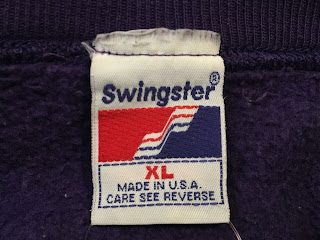 Swingster®
XL
MADE IN U.S.A.
CARE SEE REVERSE